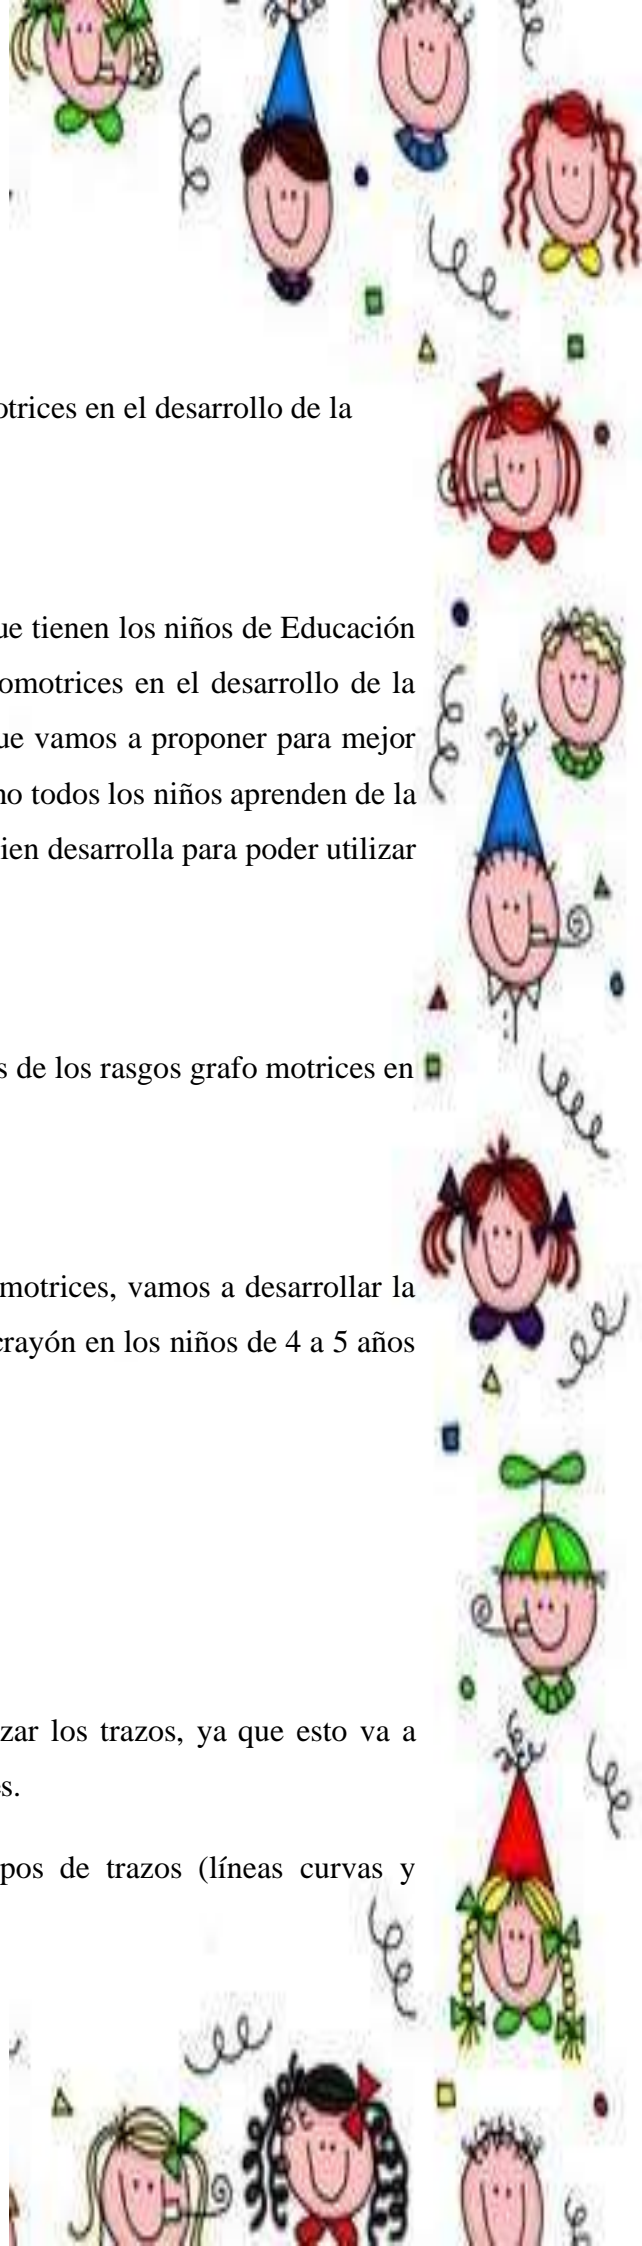 otrices en el desarrollo de la
ue tienen los niños de Educación
omotrices en el desarrollo de la
ue vamos a proponer para mejor
no todos los niños aprenden de la
ien desarrolla para poder utilizar
s de los rasgos grafo motrices en
motrices, vamos a desarrollar la
crayón en los niños de 4 a 5 años
zar los trazos, ya que esto va a
s.
pos de trazos (líneas curvas y